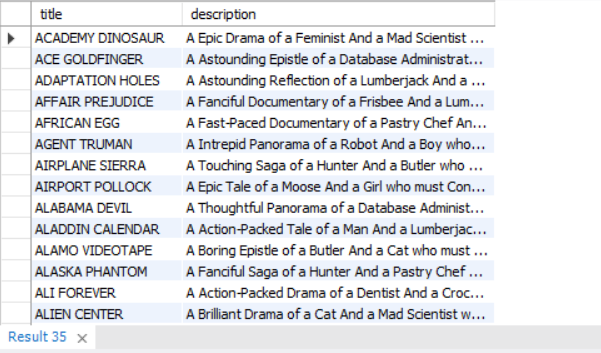 title description
ACADEMY DINOSAUR A Epic Drama of a Feminist And a Mad Scientist ...
ACE GOLDFINGER A Astounding Epistle of a Database Administrat...
ADAPTATION HOLES A Astounding Reflection of a Lumberjack And a ...
AFFAIR PREJUDICE A Fanciful Documentary of a Frisbee And a Lum...
AFRICAN EGG A Fast-Paced Documentary of a Pastry Chef An...
AGENT TRUMAN A Intrepid Panorama of a Robot And a Boy who...
AIRPLANE SIERRA A Touching Saga of a Hunter And a Butler who ...
AIRPORT POLLOCK A Epic Tale of a Moose And a Girl who must Con...
ALABAMA DEVIL A Thoughtful Panorama of a Database Administ...
ALADDIN CALENDAR A Action-Packed Tale of a Man And a Lumberjac...
ALAMO VIDEOTAPE A Boring Epistle of a Butler And a Cat who must ...
ALASKA PHANTOM A Fanciful Saga of a Hunter And a Pastry Chef ...
ALI FOREVER A Action-Packed Drama of a Dentist And a Croc...
ALIEN CENTER A Brilliant Drama of a Cat And a Mad Scientist w...
Result 35